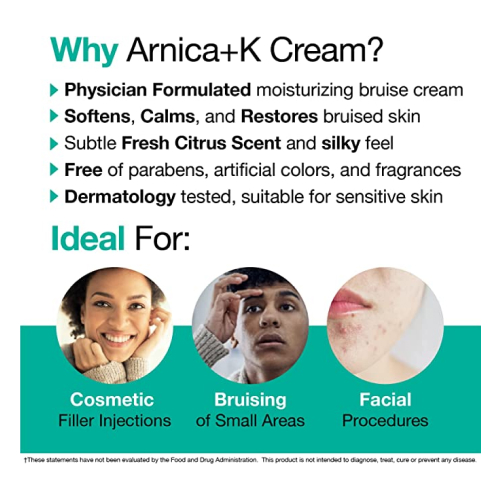 Why Arnica+K Cream?
Physician Formulated moisturizing bruise cream
Softens, Calms, and Restores bruised skin
Subtle Fresh Citrus Scent and silky feel
Free of parabens, artificial colors, and fragrances
Dermatology tested, suitable for sensitive skin
Ideal For:
Cosmetic
Filler Injections
Bruising
of Small Areas
Facial
Procedures
†These statements have not been evaluated by the Food and Drug Administration. This product is not intended to diagnose, treat, cure or prevent any disease.